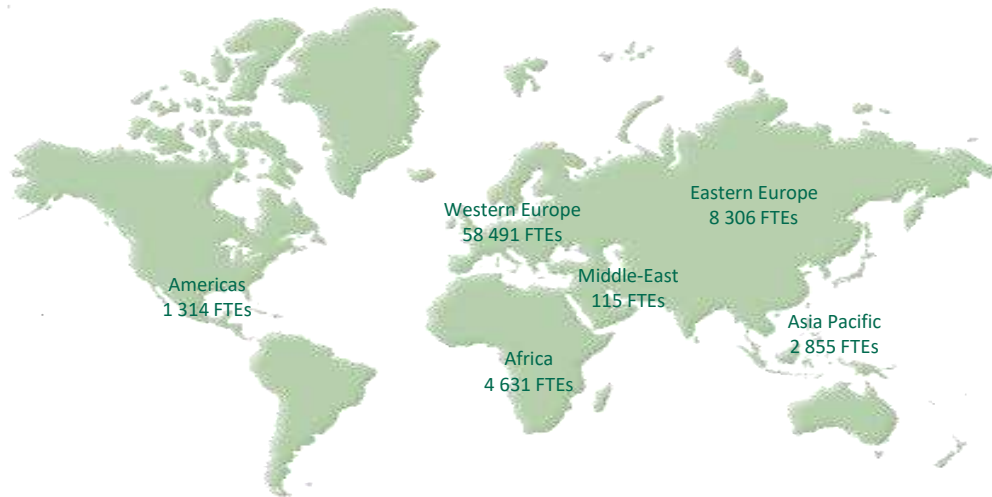 Eastern Europe
8 306 FTEs
Western Europe
58 491 FTEs
Middle-East
115 FTEs
Americas
1 314 FTEs
Asia Pacific
2 855 FTEs
Africa
4 631 FTEs